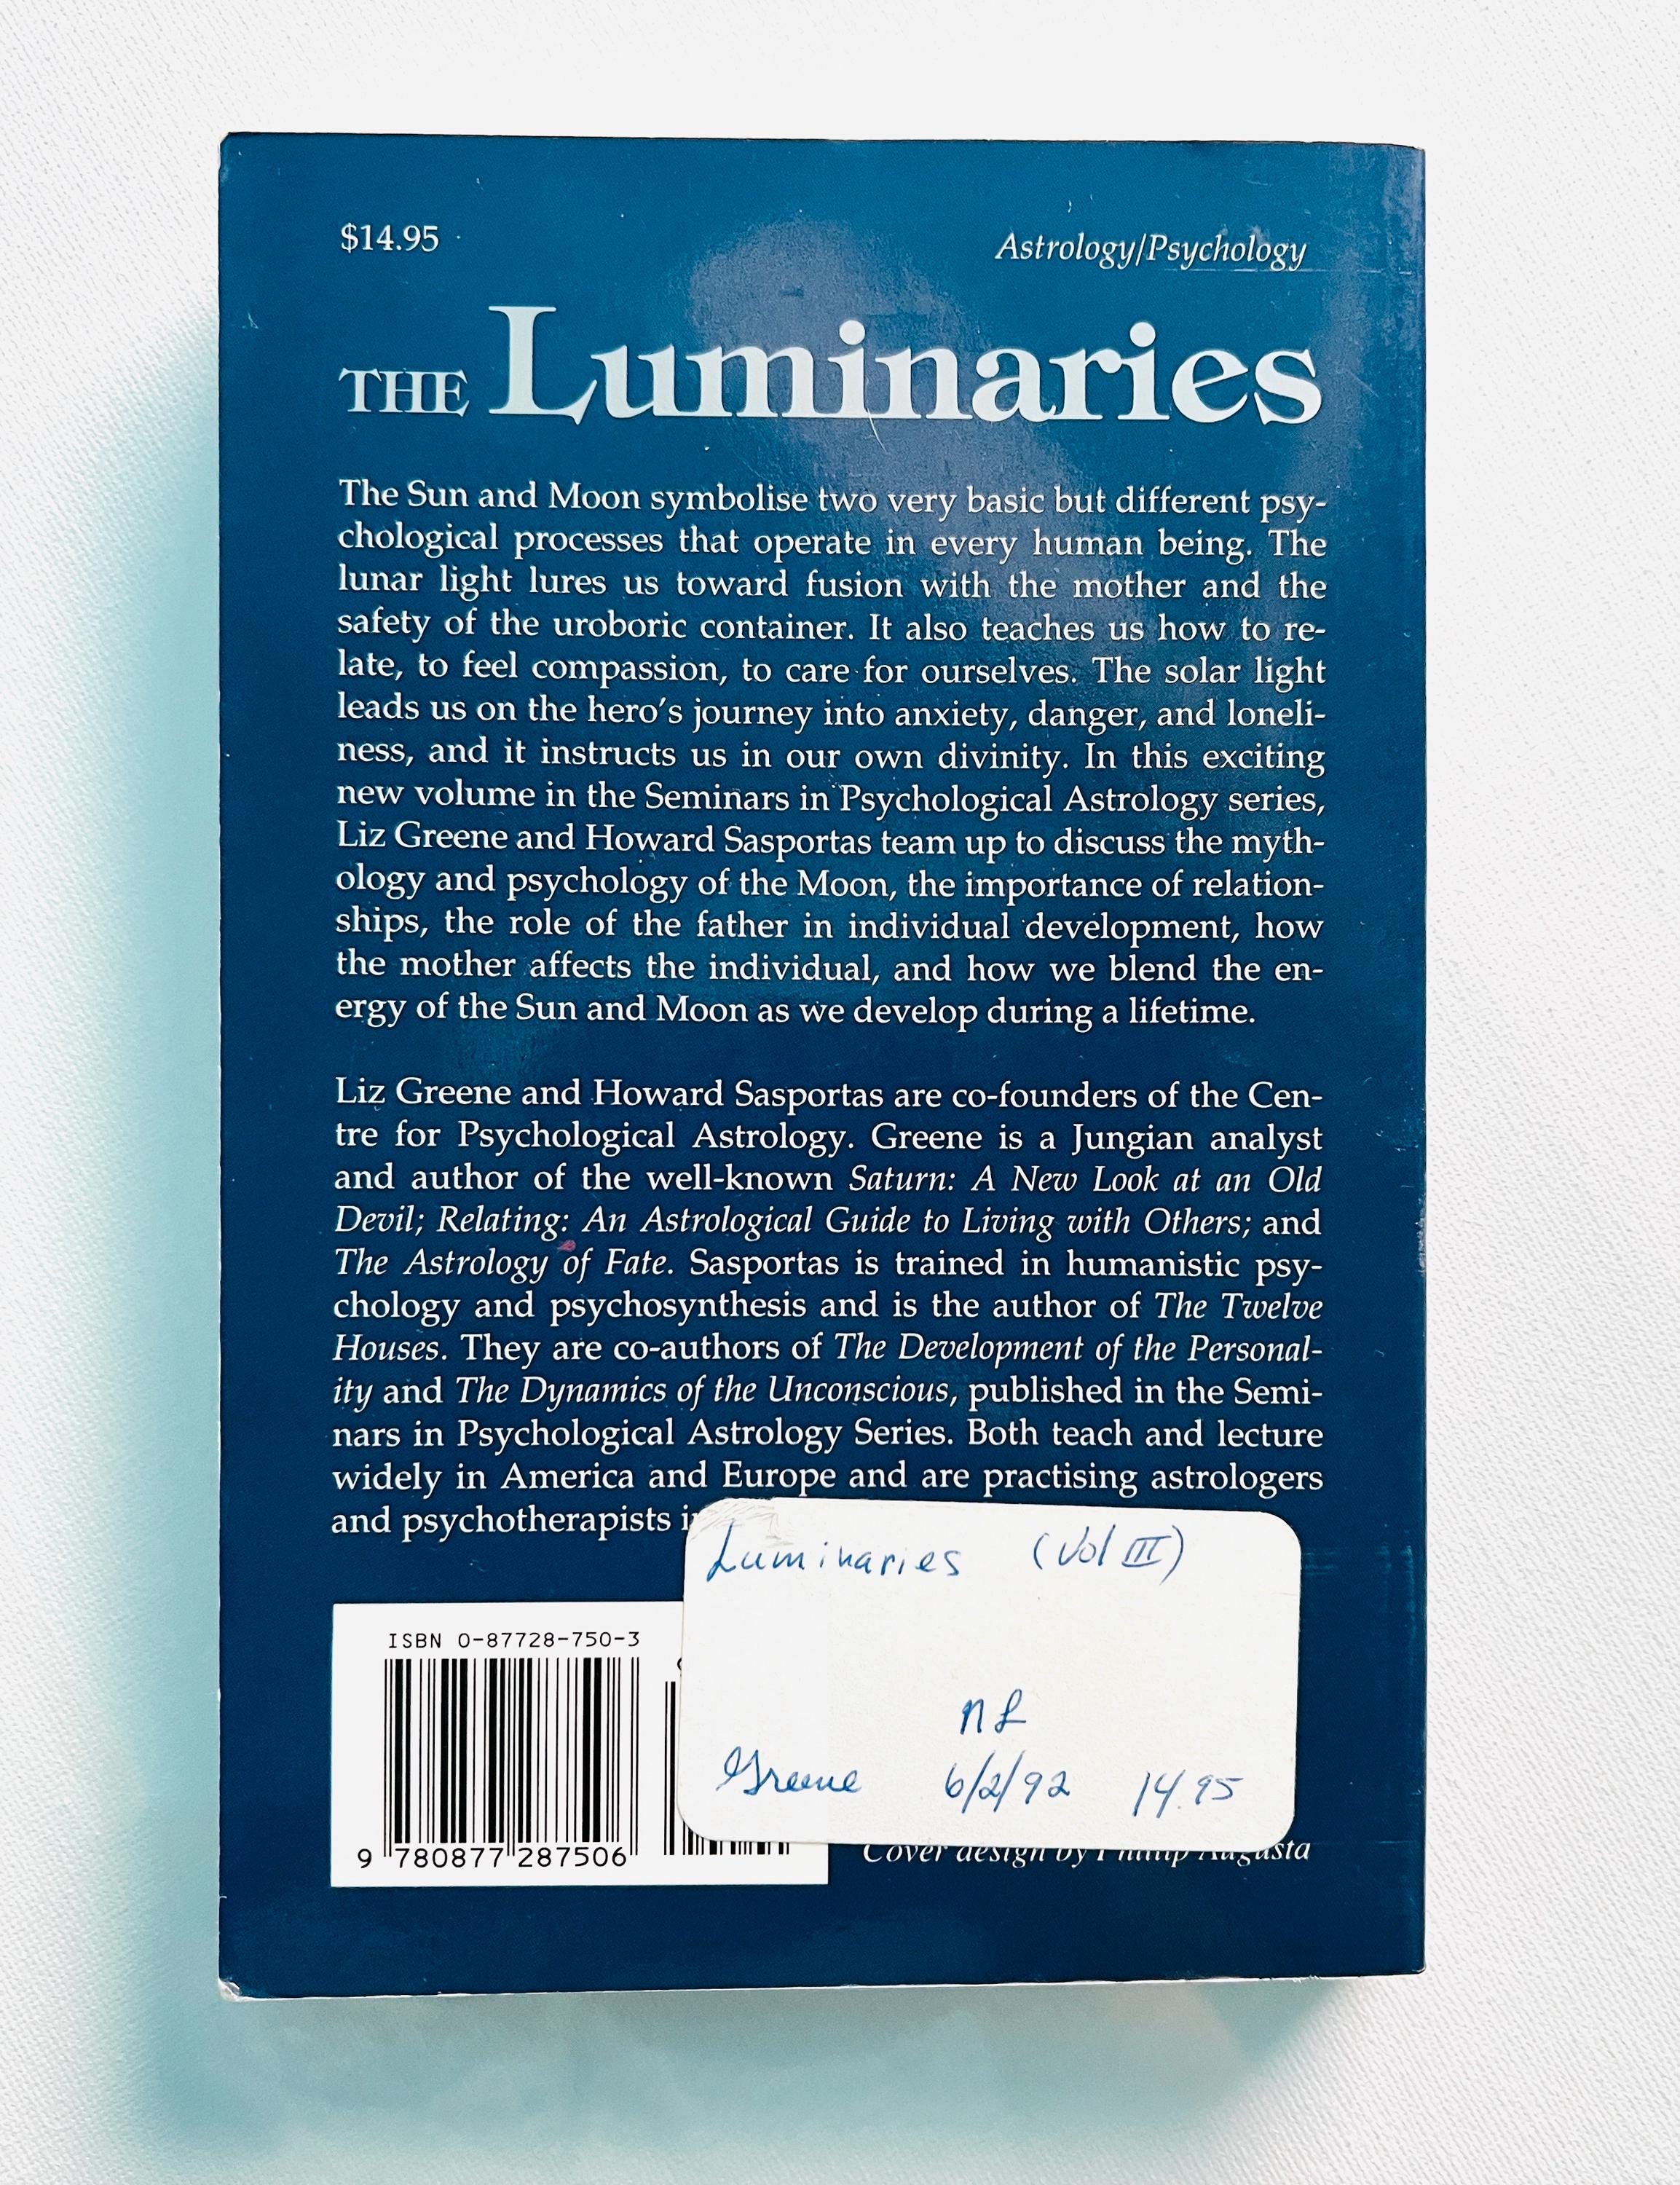 $14.95
Astrology/Psychology
THE Luminaries
The Sun and Moon symbolise two very basic but different psy-
chological processes that operate in every human being. The
lunar light lures us toward fusion with the mother and the
safety of the uroboric container. It also teaches us how to re-
late, to feel compassion, to care for ourselves. The solar light
leads us on the hero's journey into anxiety, danger, and loneli-
ness, and it instructs us in our own divinity. In this exciting
new volume in the Seminars in Psychological Astrology series,
Liz Greene and Howard Sasportas team up to discuss the myth-
ology and psychology of the Moon, the importance of relation-
ships, the role of the father in individual development, how
the mother affects the individual, and how we blend the en-
ergy of the Sun and Moon as we develop during a lifetime.
Liz Greene and Howard Sasportas are co-founders of the Cen-
tre for Psychological Astrology. Greene is a Jungian analyst
and author of the well-known Saturn: A New Look at an Old
Devil; Relating: An Astrological Guide to Living with Others; and
The Astrology of Fate. Sasportas is trained in humanistic psy-
chology and psychosynthesis and is the author of The Twelve
Houses. They are co-authors of The Development of the Personal-
ity and The Dynamics of the Unconscious, published in the Semi-
nars in Psychological Astrology Series. Both teach and lecture
widely in America and Europe and are practising astrologers
and psychotherapists
Luminaries (Vol III)
Greene 6/2/92 14.95
ISBN 0-87728-750-3
9 780877 287506
Cover design by Phillip Augusta